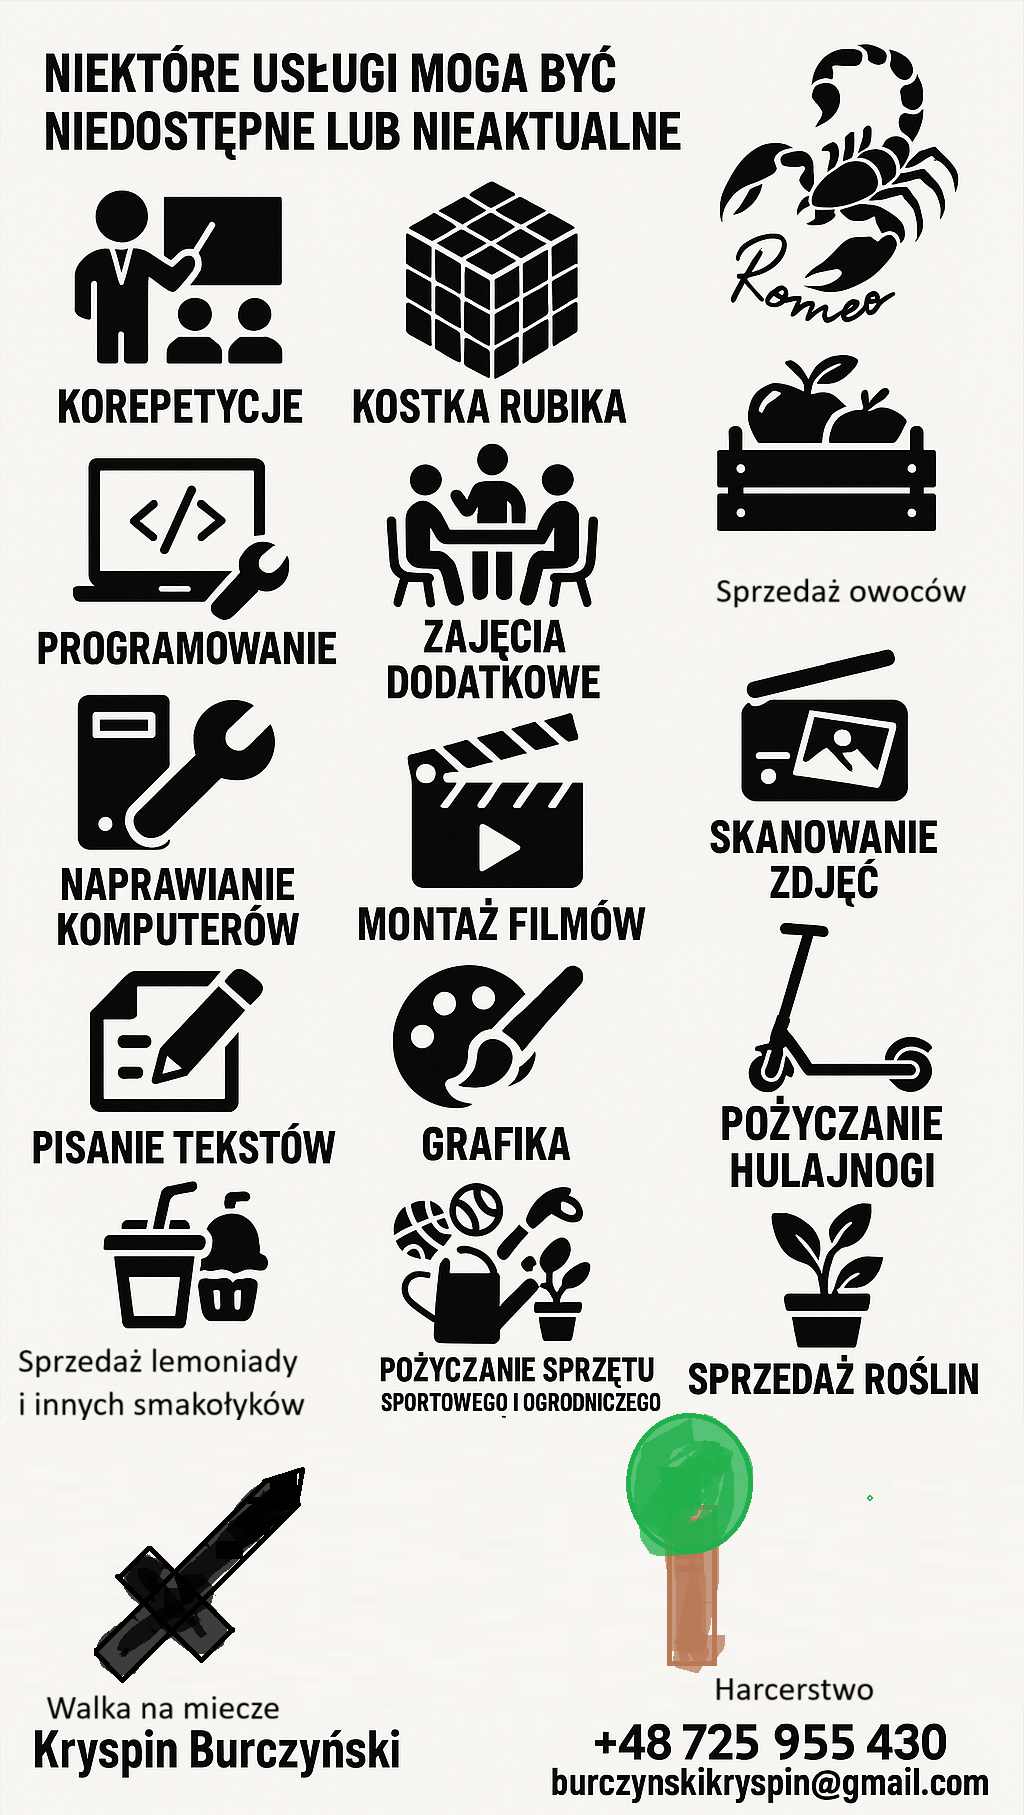 NIEKTÓRE USŁUGI MOGA BYĆ
NIEDOSTĘPNE LUB NIEAKTUALNE
Romeo
KOREPETYCJE
KOSTKA RUBIKA
Sprzedaż owoców
PROGRAMOWANIE
ZAJĘCIA
DODATKOWE
SKANOWANIE
ZDJĘĆ
NAPRAWIANIE
KOMPUTERÓW
MONTAŻ FILMÓW
PISANIE TEKSTÓW
GRAFIKA
POŻYCZANIE
HULAJNOGI
Sprzedaż lemoniady
i innych smakołyków
POŻYCZANIE SPRZĘTU
SPORTOWEGO I OGRODNICZEGO
SPRZEDAŻ ROŚLIN
Walka na miecze
Harcerstwo
Kryspin Burczyński
+48 725 955 430
burczynskikryspin@gmail.com